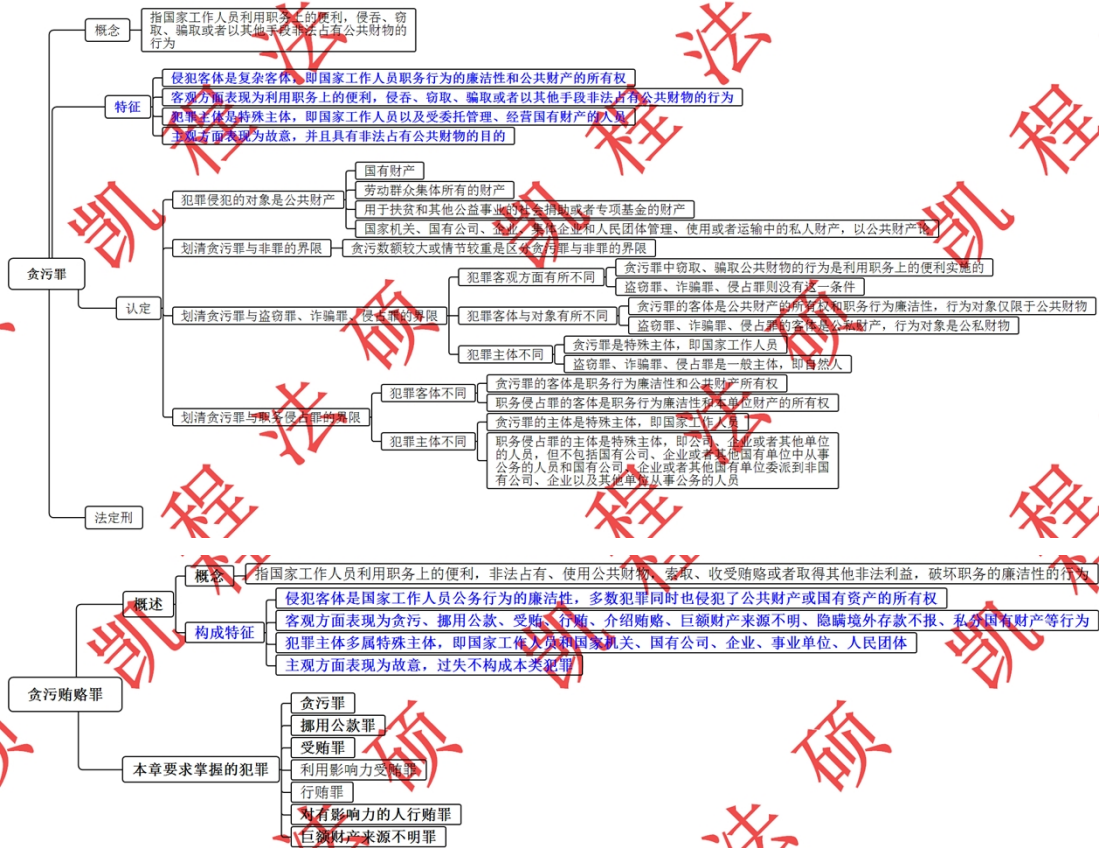 贪污罪
概念
指国家工作人员利用职务上的便利，侵吞、窃
取、骗取或者以其他手段非法占有公共财物的
行为
特征
侵犯客体是复杂客体，即国家工作人员职务行为的廉洁性和公共财产的所有权
客观方面表现为利用职务上的便利，侵吞、窃取、骗取或者以其他手段非法占有公共财物的行为
犯罪主体是特殊主体，即国家工作人员以及受委托管理、经营国有财产的人员
主观方面表现为故意，并且具有非法占有公共财物的目的
认定
犯罪侵犯的对象是公共财产
国有财产
劳动群众集体所有的财产
用于扶贫和其他公益事业的社会捐助或者专项基金的财产
国家机关、国有公司、企业、集体企业和人民团体管理、使用或者运输中的私人财产，以公共财产论
划清贪污罪与非罪的界限
贪污数额较大或情节较重是区分贪污罪与非罪的界限
划清贪污罪与盗窃罪、诈骗罪、侵占罪的界限
犯罪客观方面有所不同
贪污罪中窃取、骗取公共财物的行为是利用职务上的便利实施的
盗窃罪、诈骗罪、侵占罪则没有这一条件
犯罪客体与对象有所不同
贪污罪的客体是公共财产的所有权和职务行为廉洁性，行为对象仅限于公共财物
盗窃罪、诈骗罪、侵占罪的客体是公私财产，行为对象是公私财物
犯罪主体不同
贪污罪是特殊主体，即国家工作人员
盗窃罪、诈骗罪、侵占罪是一般主体，即自然人
划清贪污罪与职务侵占罪的界限
犯罪客体不同
贪污罪的客体是职务行为廉洁性和公共财产所有权
职务侵占罪的客体是职务行为廉洁性和本单位财产的所有权
犯罪主体不同
贪污罪的主体是特殊主体，即国家工作人员
职务侵占罪的主体是特殊主体，即公司、企业或者其他单位
的人员，但不包括国有公司、企业或者其他国有单位中从事
公务的人员和国有公司、企业或者其他国有单位委派到非国
有公司、企业以及其他单位从事公务的人员
法定刑
贪污贿赂罪
概述
概念
指国家工作人员利用职务上的便利，非法占有、使用公共财物，索取、收受贿赂或者取得其他非法利益，破坏职务的廉洁性的行为
构成特征
侵犯客体是国家工作人员公务行为的廉洁性，多数犯罪同时也侵犯了公共财产或国有资产的所有权
客观方面表现为贪污、挪用公款、受贿、行贿、介绍贿赂、巨额财产来源不明、隐瞒境外存款不报、私分国有财产等行为
犯罪主体多属特殊主体，即国家工作人员和国家机关、国有公司、企业、事业单位、人民团体
主观方面表现为故意，过失不构成本类犯罪
本章要求掌握的犯罪
贪污罪
挪用公款罪
受贿罪
利用影响力受贿罪
行贿罪
对有影响力的人行贿罪
巨额财产来源不明罪
凯程法硕